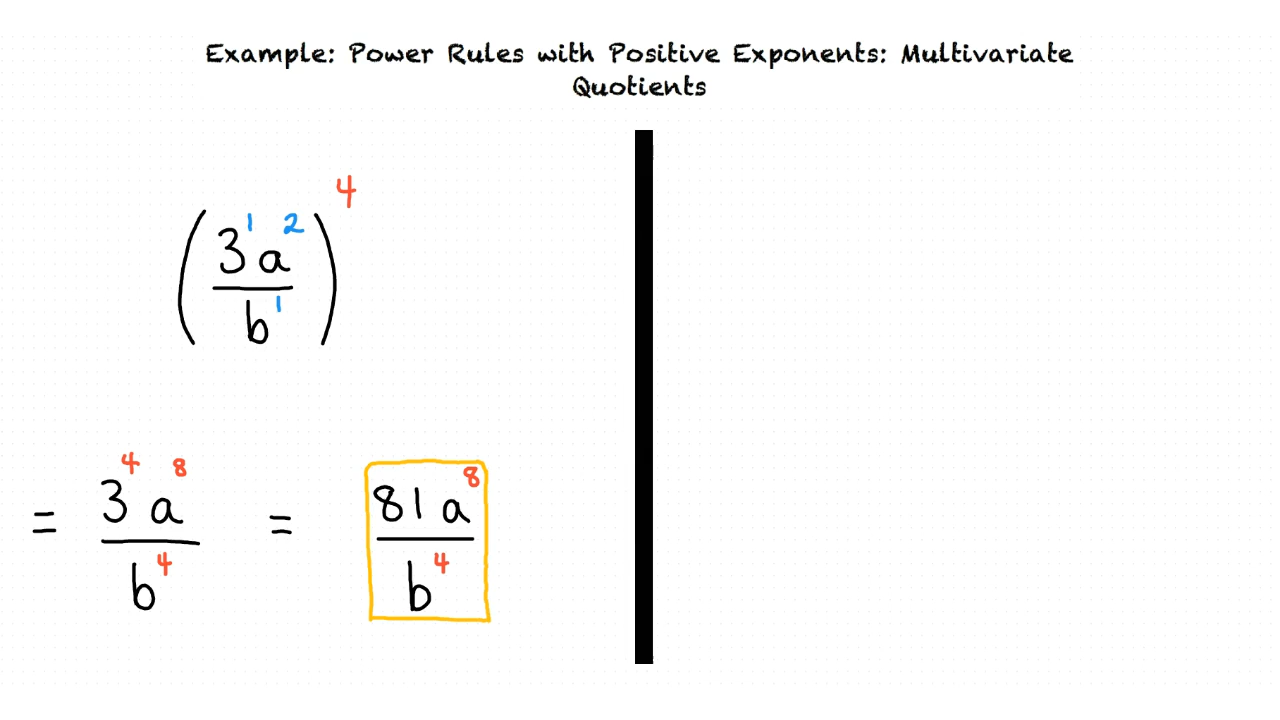 Example: Power Rules with Positive Exponents: Multivariate
Quotients
(3¹a²/b¹)⁴
= 3⁴a⁸/b⁴ = 81a⁸/b⁴